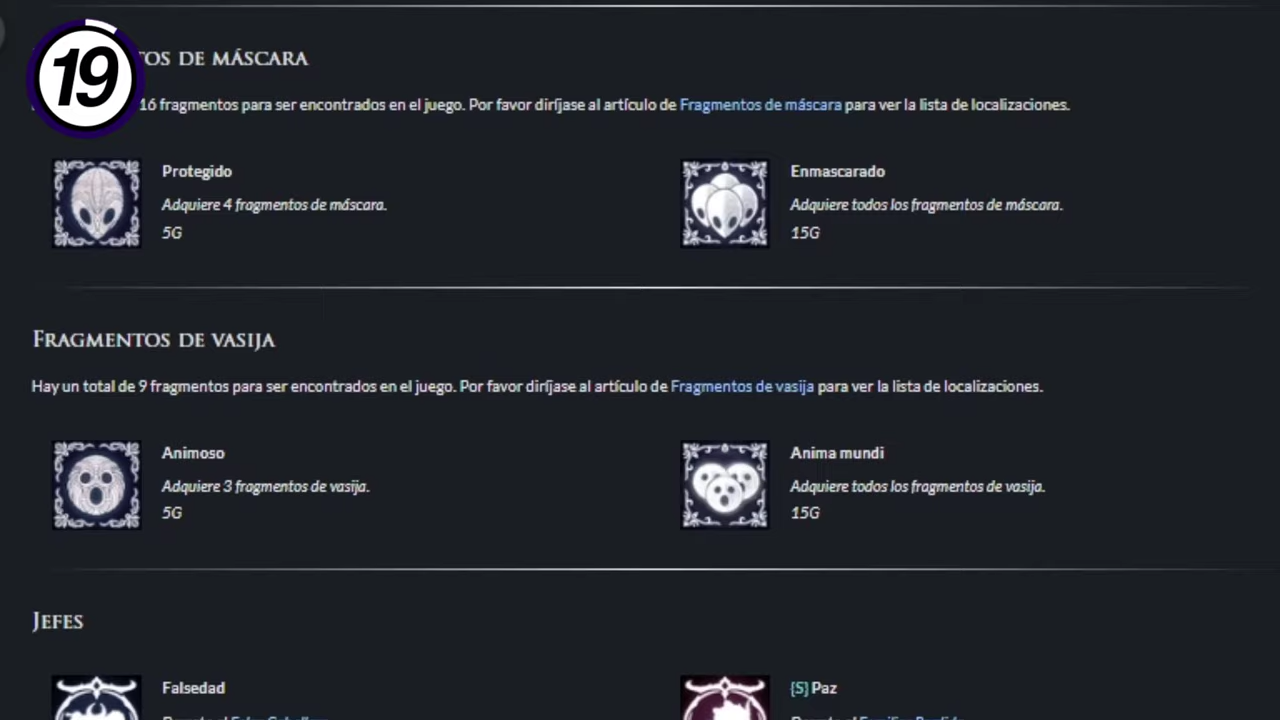 19
TOS DE MÁSCARA
16 fragmentos para ser encontrados en el juego. Por favor diríjase al artículo de Fragmentos de máscara para ver la lista de localizaciones.
Protegido
Adquiere 4 fragmentos de máscara.
5G
Enmascarado
Adquiere todos los fragmentos de máscara.
15G
FRAGMENTOS DE VASIJA
Hay un total de 9 fragmentos para ser encontrados en el juego. Por favor diríjase al artículo de Fragmentos de vasija para ver la lista de localizaciones.
Animoso
Adquiere 3 fragmentos de vasija.
5G
Anima mundi
Adquiere todos los fragmentos de vasija.
15G
JEFES
Falsedad
[S] Paz